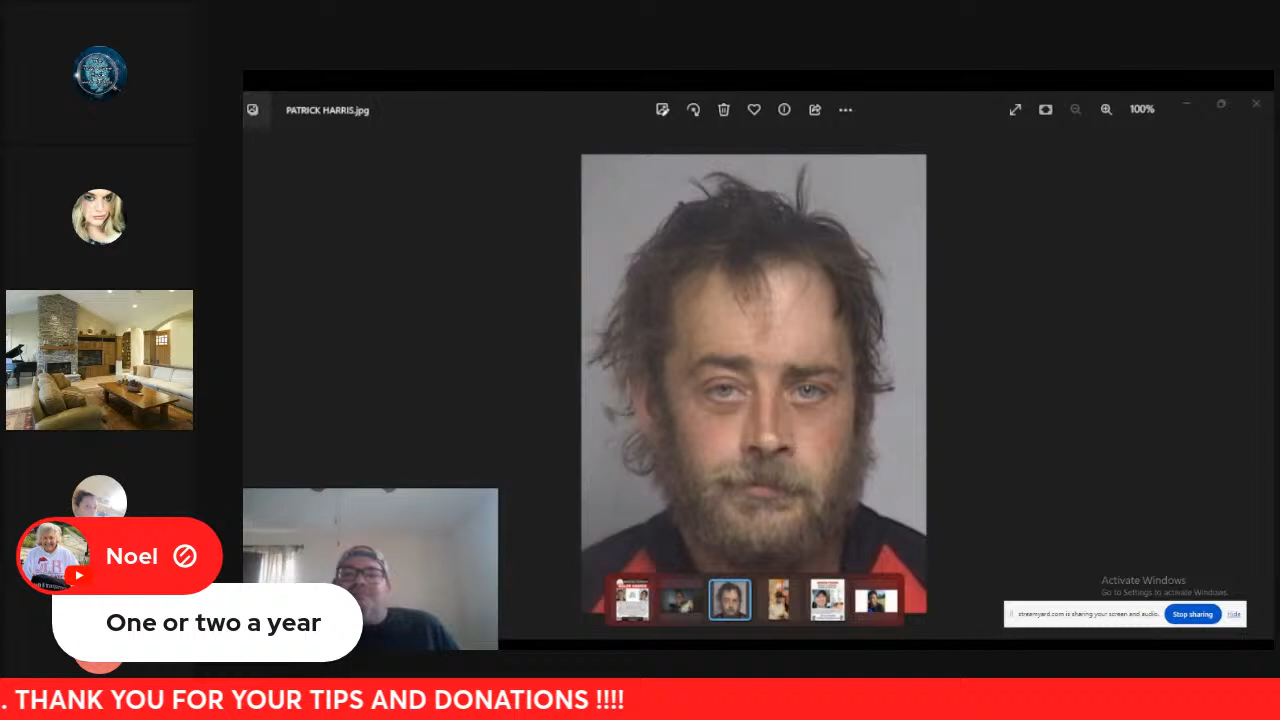 PATRICK HARRIS.jpg
100%
Activate Windows
Go to Settings to activate Windows.
streamyard.com is sharing your screen and audio.
Stop sharing
Hide
Noel
One or two a year
. THANK YOU FOR YOUR TIPS AND DONATIONS !!!!